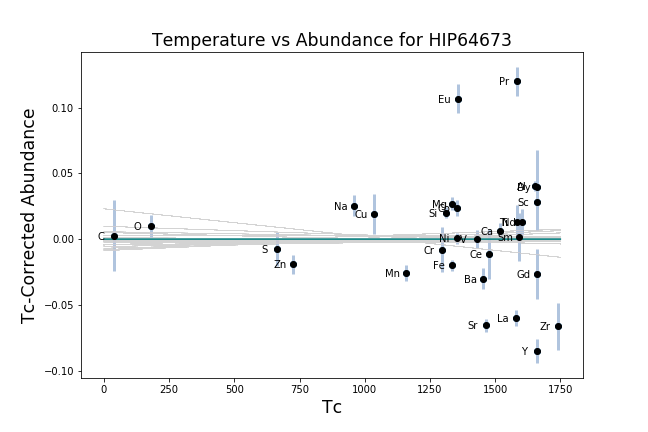 Temperature vs Abundance for HIP64673
Tc-Corrected Abundance
0.10
0.05
0.00
−0.05
−0.10
Pr
Eu
Dy
Sc
Na
Cu
Mg
Si
O
C
Ca
Nd
Ni
V
Sm
S
Zn
Cr
Fe
Mn
Ce
Ba
Gd
Sr
La
Zr
Y
0
250
500
750
1000
1250
1500
1750
Tc